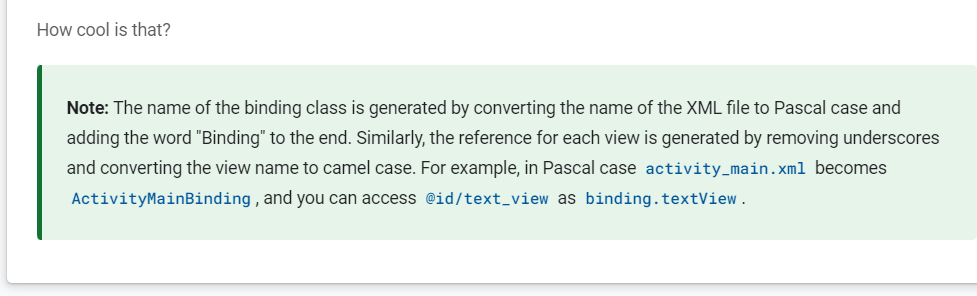 How cool is that?
Note: The name of the binding class is generated by converting the name of the XML file to Pascal case and
adding the word "Binding" to the end. Similarly, the reference for each view is generated by removing underscores
and converting the view name to camel case. For example, in Pascal case activity_main.xml becomes
ActivityMainBinding , and you can access @id/text_view as binding.textView .